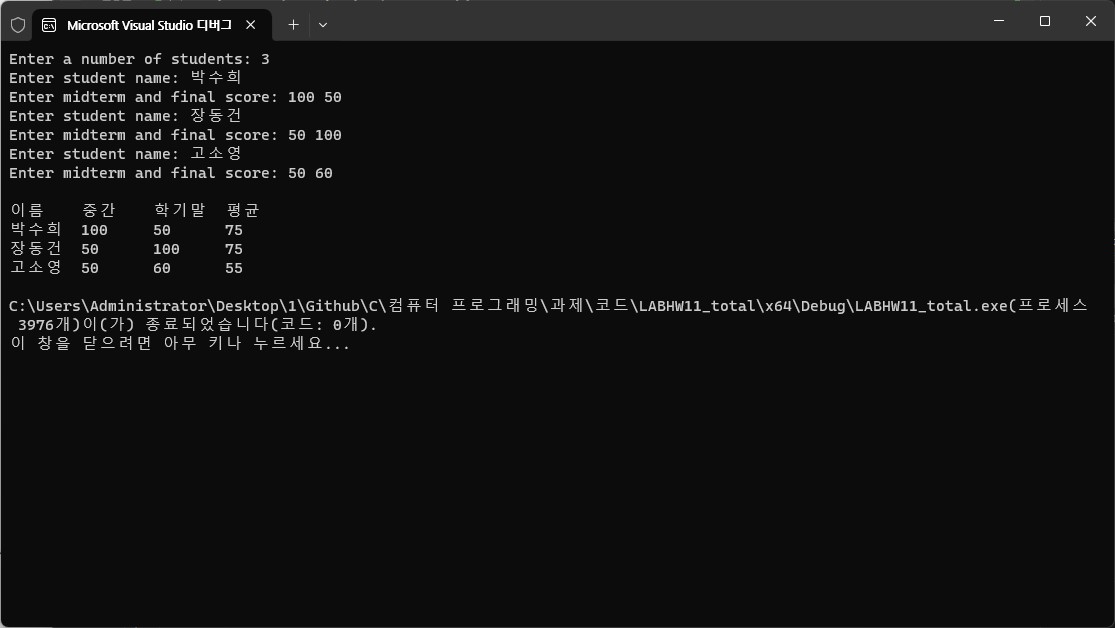 Microsoft Visual Studio 디버그
Enter a number of students: 3
Enter student name: 박수희
Enter midterm and final score: 100 50
Enter student name: 장동건
Enter midterm and final score: 50 100
Enter student name: 고소영
Enter midterm and final score: 50 60
이름 중간 학기말 평균
박수희 100 50 75
장동건 50 100 75
고소영 50 60 55
C:\Users\Administrator\Desktop\1\Github\C\컴퓨터 프로그래밍\과제\코드\LABHW11_total\x64\Debug\LABHW11_total.exe(프로세스
3976개)이(가) 종료되었습니다(코드: 0개).
이 창을 닫으려면 아무 키나 누르세요...